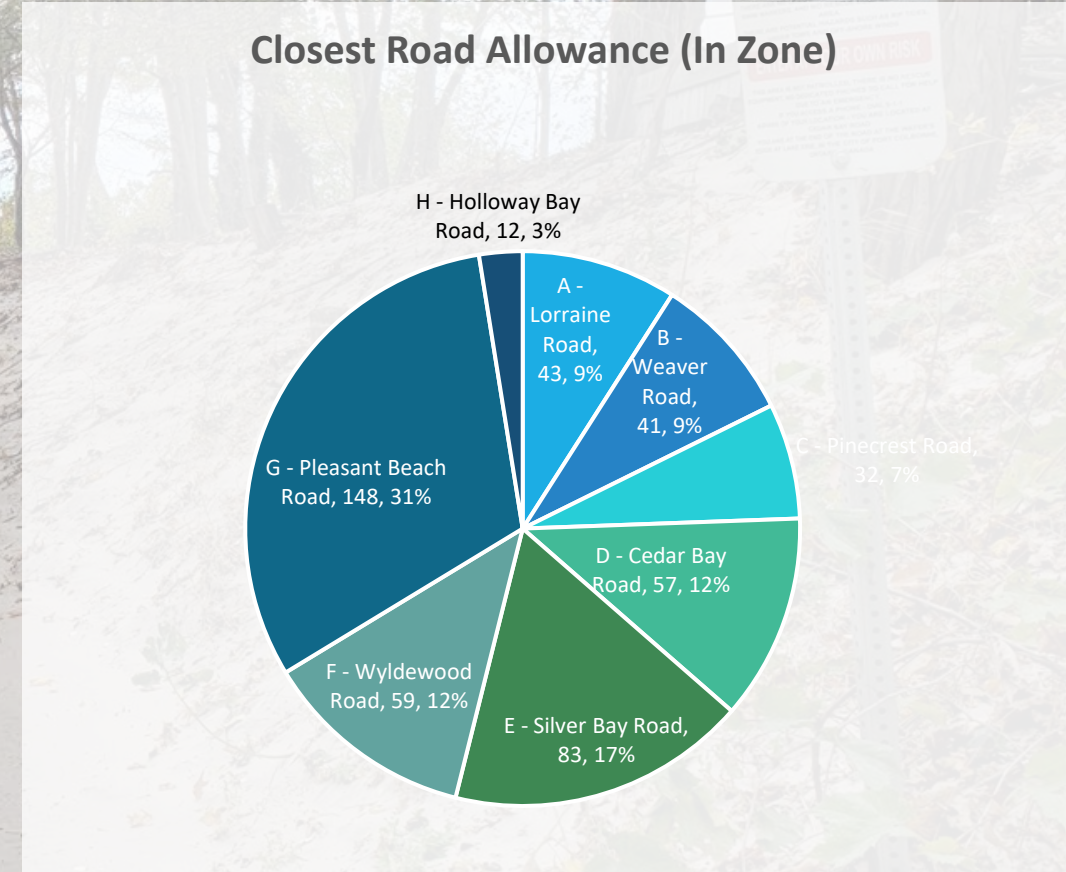 Closest Road Allowance (In Zone)
OWN RISK
H - Holloway Bay
Road, 12, 3%
A -
Lorraine
Road,
43, 9%
B -
Weaver
Road,
41, 9%
C - Pinecrest Road,
32, 7%
D - Cedar Bay
Road, 57, 12%
E - Silver Bay Road,
83, 17%
F - Wyldewood
Road, 59, 12%
G - Pleasant Beach
Road, 148, 31%